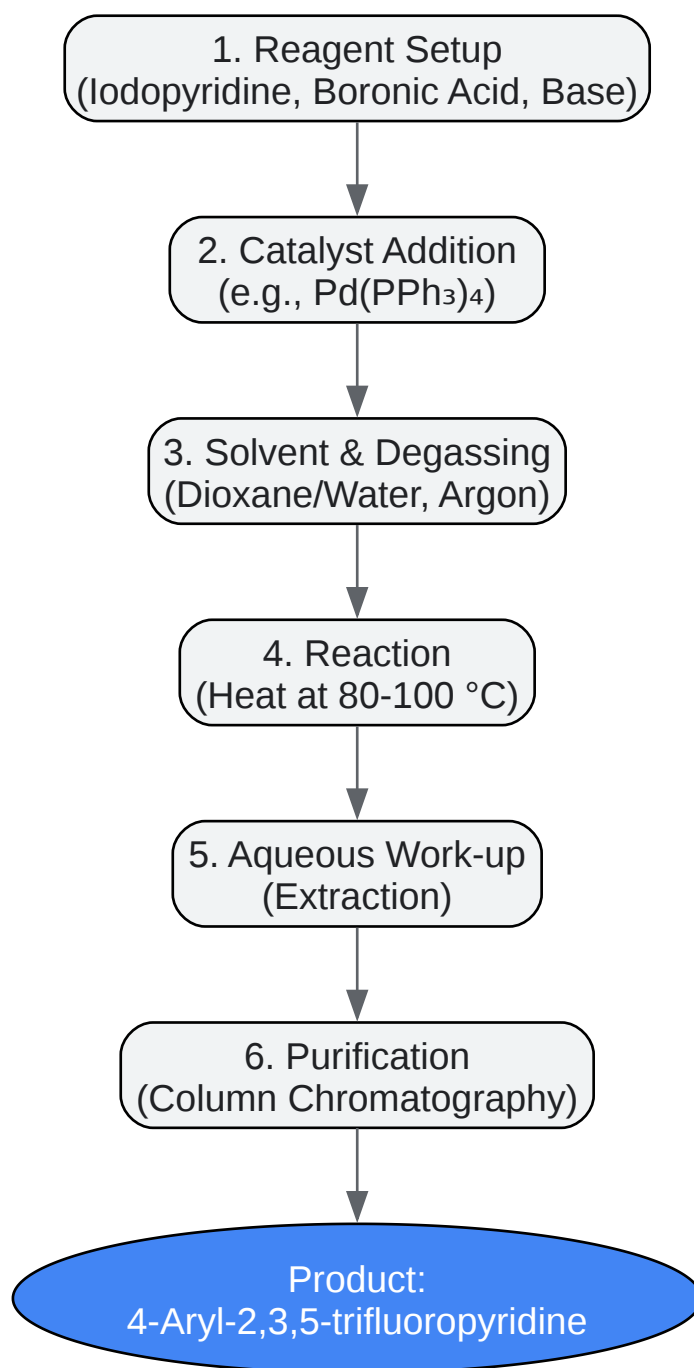 1. Reagent Setup
(Iodopyridine, Boronic Acid, Base)
2. Catalyst Addition
(e.g., Pd(PPh₃)₄)
3. Solvent & Degassing
(Dioxane/Water, Argon)
4. Reaction
(Heat at 80-100 °C)
5. Aqueous Work-up
(Extraction)
6. Purification
(Column Chromatography)
Product:
4-Aryl-2,3,5-trifluoropyridine